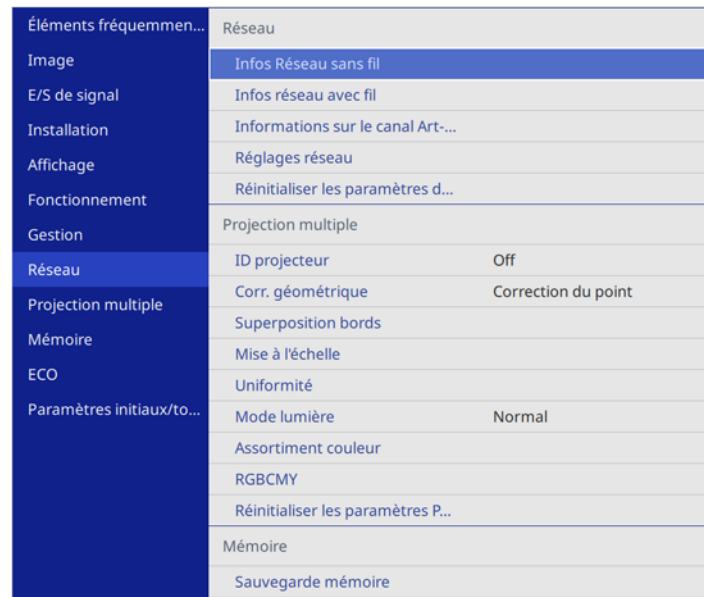 Éléments fréquemmen...
Image
E/S de signal
Installation
Affichage
Fonctionnement
Gestion
Réseau
Projection multiple
Mémoire
ECO
Paramètres initiaux/to...
Réseau
Infos Réseau sans fil
Infos réseau avec fil
Informations sur le canal Art-...
Réglages réseau
Réinitialiser les paramètres d...
Projection multiple
ID projecteur Off
Corr. géométrique Correction du point
Superposition bords
Mise à l'échelle
Uniformité
Mode lumière Normal
Assortiment couleur
RGBCMY
Réinitialiser les paramètres P...
Mémoire
Sauvegarde mémoire